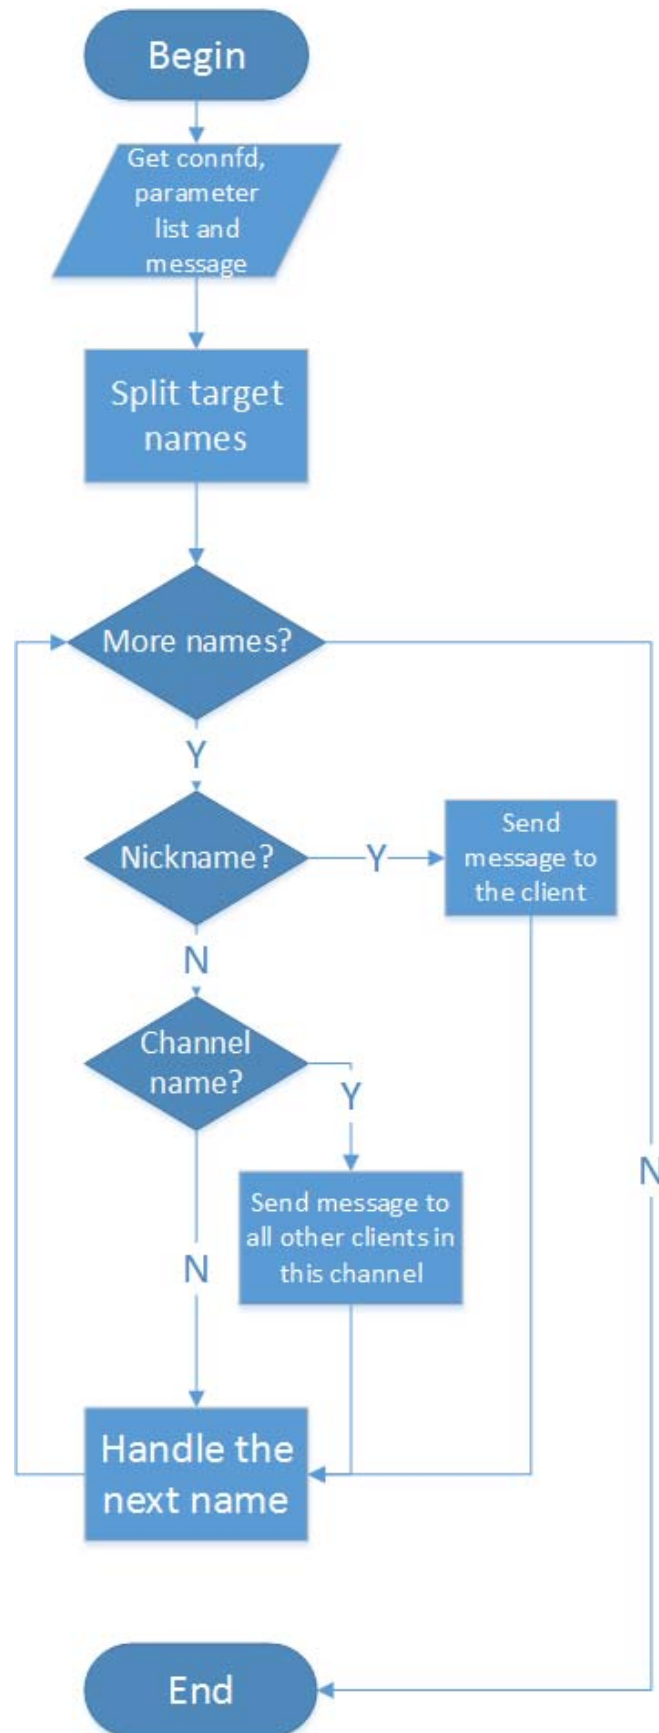 Begin
Get connfd,
parameter
list and
message
Split target
names
More names?
Y
Nickname?
Y
Send
message to
the client
N
Channel
name?
Y
Send message to
all other clients in
this channel
N
N
Handle the
next name
End